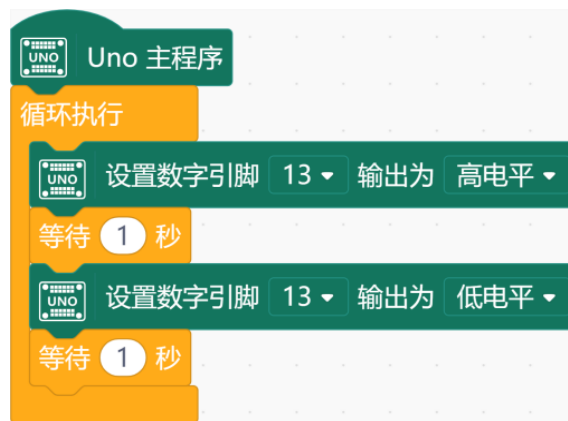 UNO Uno 主程序
循环执行
UNO 设置数字引脚 13 输出为 高电平
等待 1 秒
UNO 设置数字引脚 13 输出为 低电平
等待 1 秒